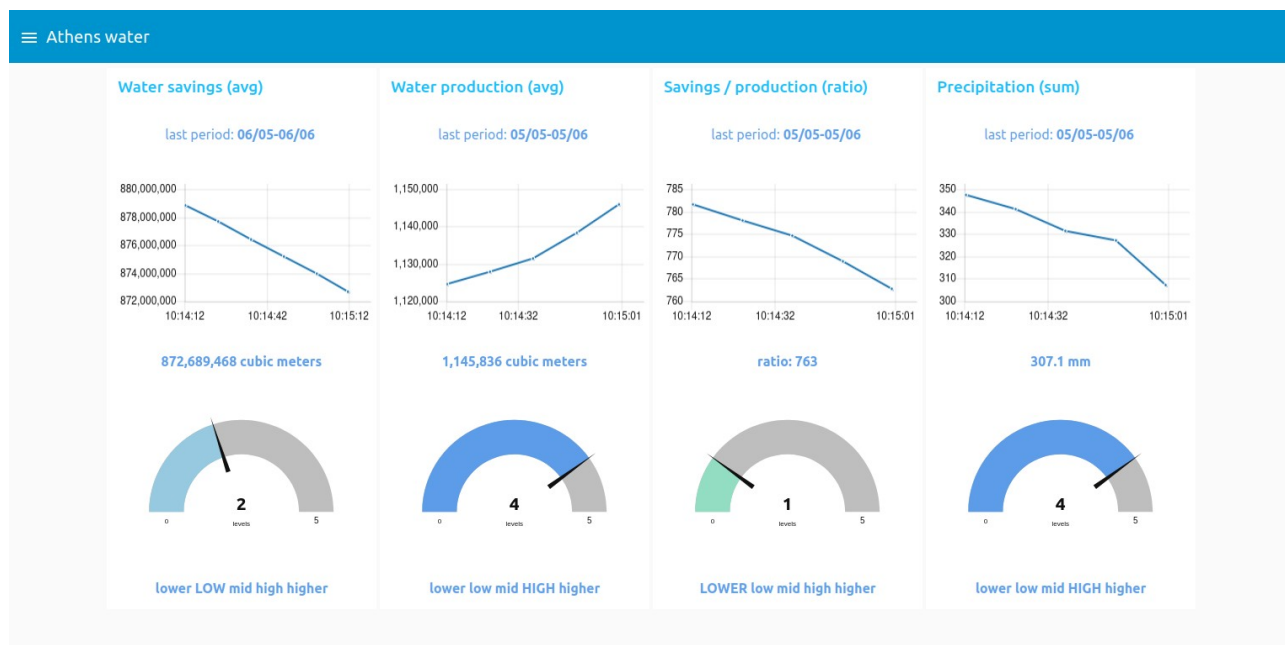 Athens water
Water savings (avg)
last period: 06/05-06/06
880,000,000
878,000,000
876,000,000
874,000,000
872,000,000
10:14:12 10:14:42 10:15:12
872,689,468 cubic meters
2
levels
0 5
lower LOW mid high higher
Water production (avg)
last period: 05/05-05/06
1,150,000
1,140,000
1,130,000
1,120,000
10:14:12 10:14:32 10:15:01
1,145,836 cubic meters
4
levels
0 5
lower low mid HIGH higher
Savings / production (ratio)
last period: 05/05-05/06
785
780
775
770
765
760
10:14:12 10:14:32 10:15:01
ratio: 763
1
levels
0 5
LOWER low mid high higher
Precipitation (sum)
last period: 05/05-05/06
350
340
330
320
310
300
10:14:12 10:14:32 10:15:01
307.1 mm
4
levels
0 5
lower low mid HIGH higher